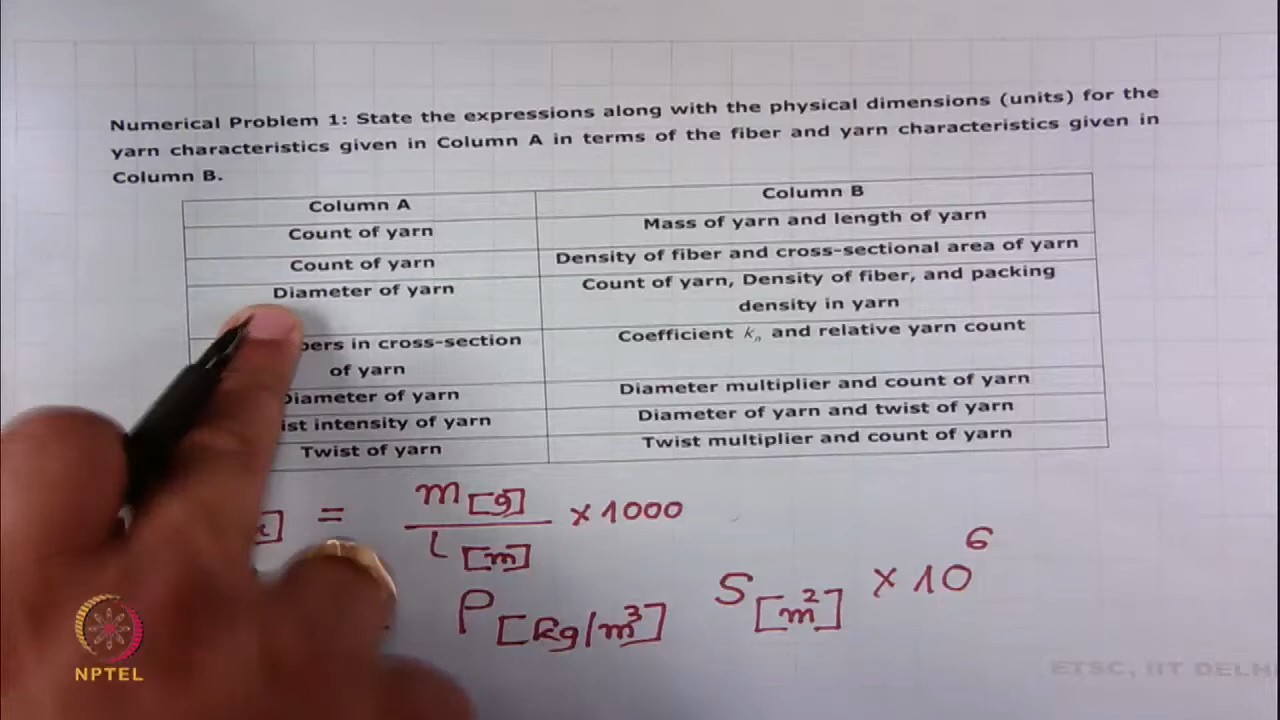 Numerical Problem 1: State the expressions along with the physical dimensions (units) for the
yarn characteristics given in Column A in terms of the fiber and yarn characteristics given in
Column B.
Column A Column B
Count of yarn Mass of yarn and length of yarn
Count of yarn Density of fiber and cross-sectional area of yarn
Diameter of yarn Count of yarn, Density of fiber, and packing
density in yarn
in cross-section Coefficient kn and relative yarn count
of yarn
Diameter of yarn Diameter multiplier and count of yarn
intensity of yarn Diameter of yarn and twist of yarn
Twist of yarn Twist multiplier and count of yarn
= m[g] / l[m] × 1000
ρ[kg/m³] S[m²] × 10⁶
NPTEL
ETSC, IIT DELH